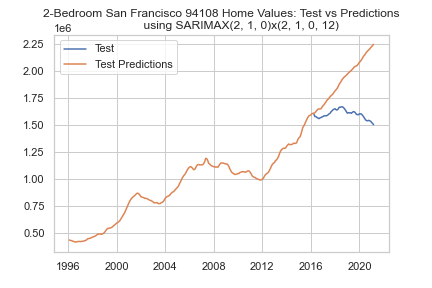 2-Bedroom San Francisco 94108 Home Values: Test vs Predictions
using SARIMAX(2, 1, 0)x(2, 1, 0, 12)
1e6
Test
Test Predictions
2.25
2.00
1.75
1.50
1.25
1.00
0.75
0.50
1996 2000 2004 2008 2012 2016 2020